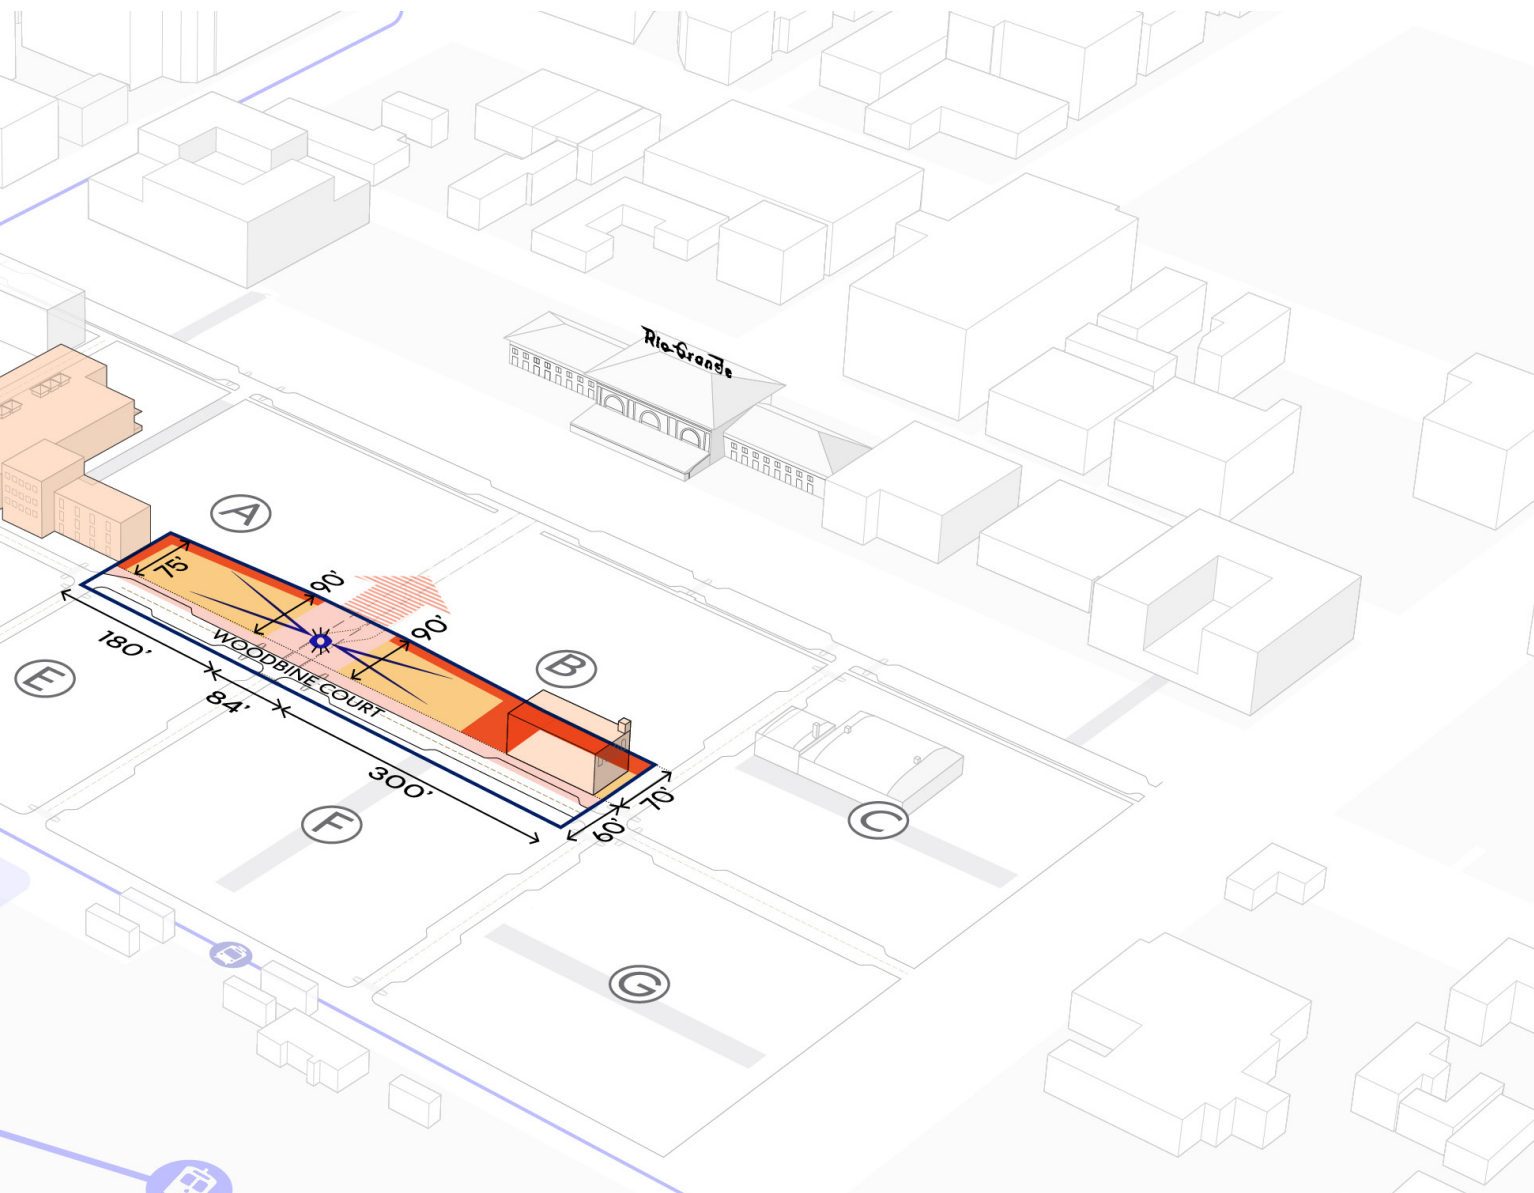 Rio Grande
A
75'
90'
90'
WOODBINE COURT
180'
84'
300'
70'
60'
B
E
F
C
G